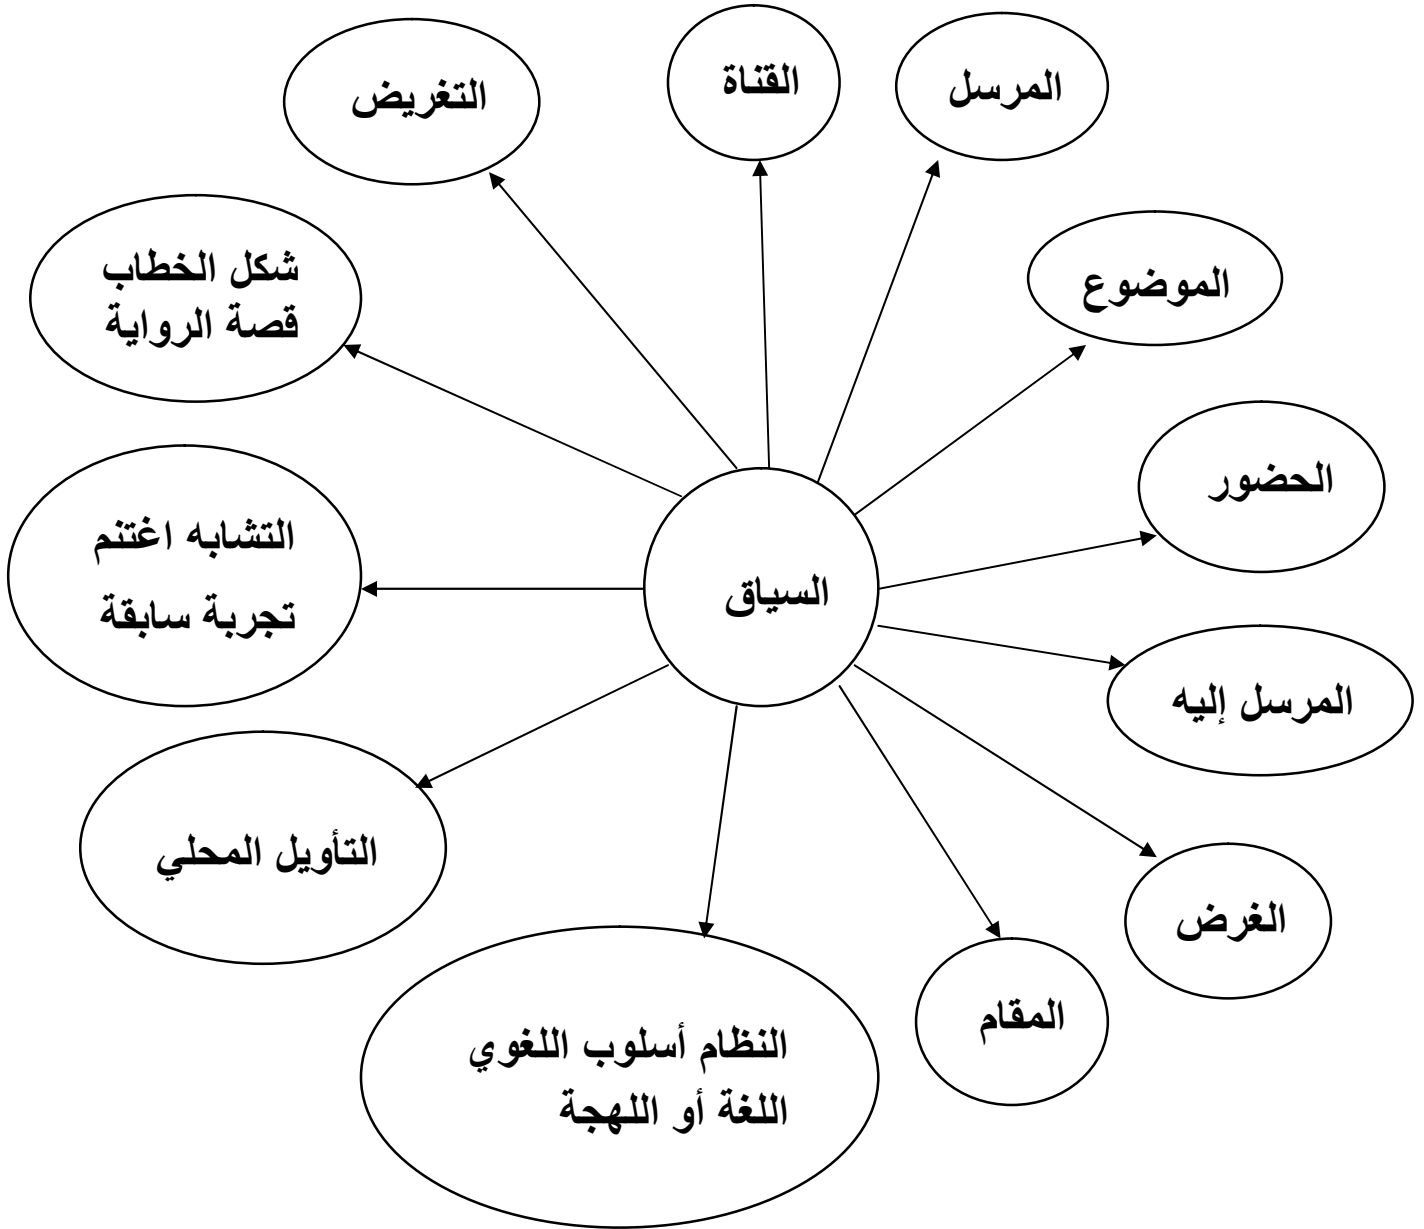 المرسل
القناة
التغريض
الموضوع
شكل الخطاب
قصة الرواية
الحضور
التشابه اغتنم
تجربة سابقة
السياق
المرسل إليه
التأويل المحلي
الغرض
المقام
النظام أسلوب اللغوي
اللغة أو اللهجة